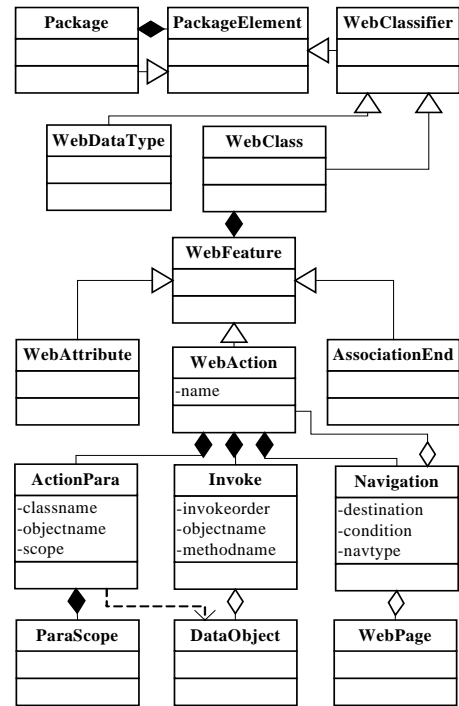 Package
PackageElement
WebClassifier
WebDataType
WebClass
WebFeature
WebAttribute
WebAction
-name
AssociationEnd
ActionPara
-classname
-objectname
-scope
Invoke
-invokeorder
-objectname
-methodname
Navigation
-destination
-condition
-navtype
ParaScope
DataObject
WebPage